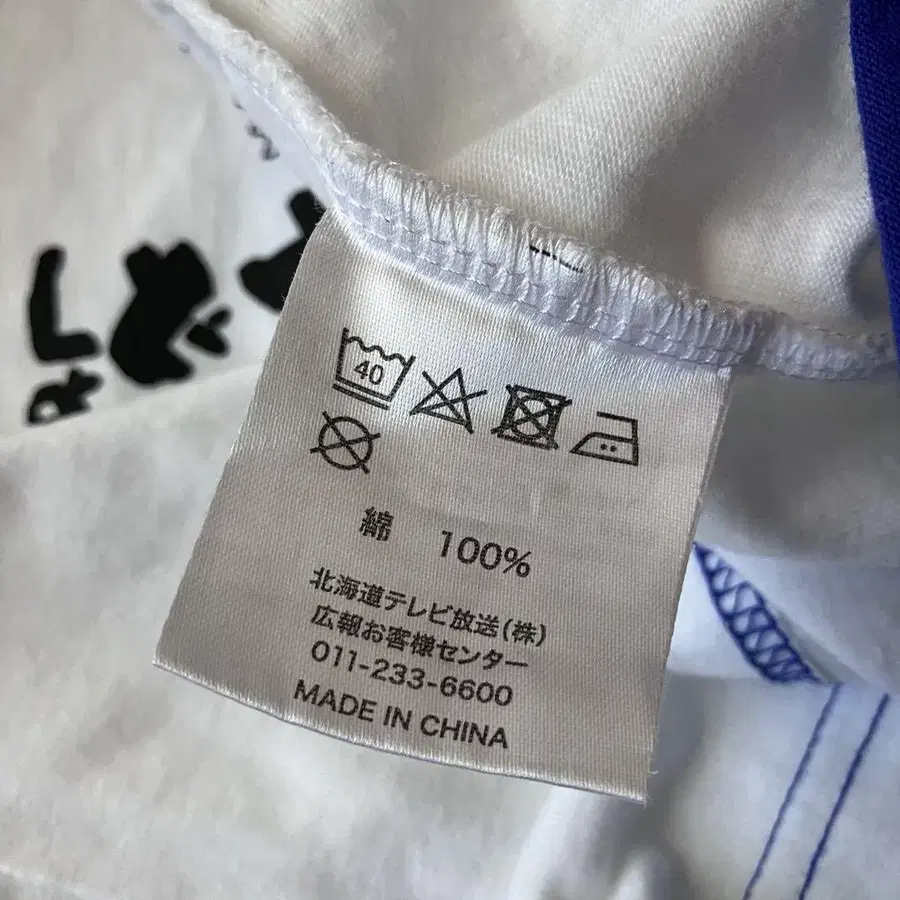 40
綿 100%
北海道テレビ放送(株)
広報お客様センター
011-233-6600
MADE IN CHINA